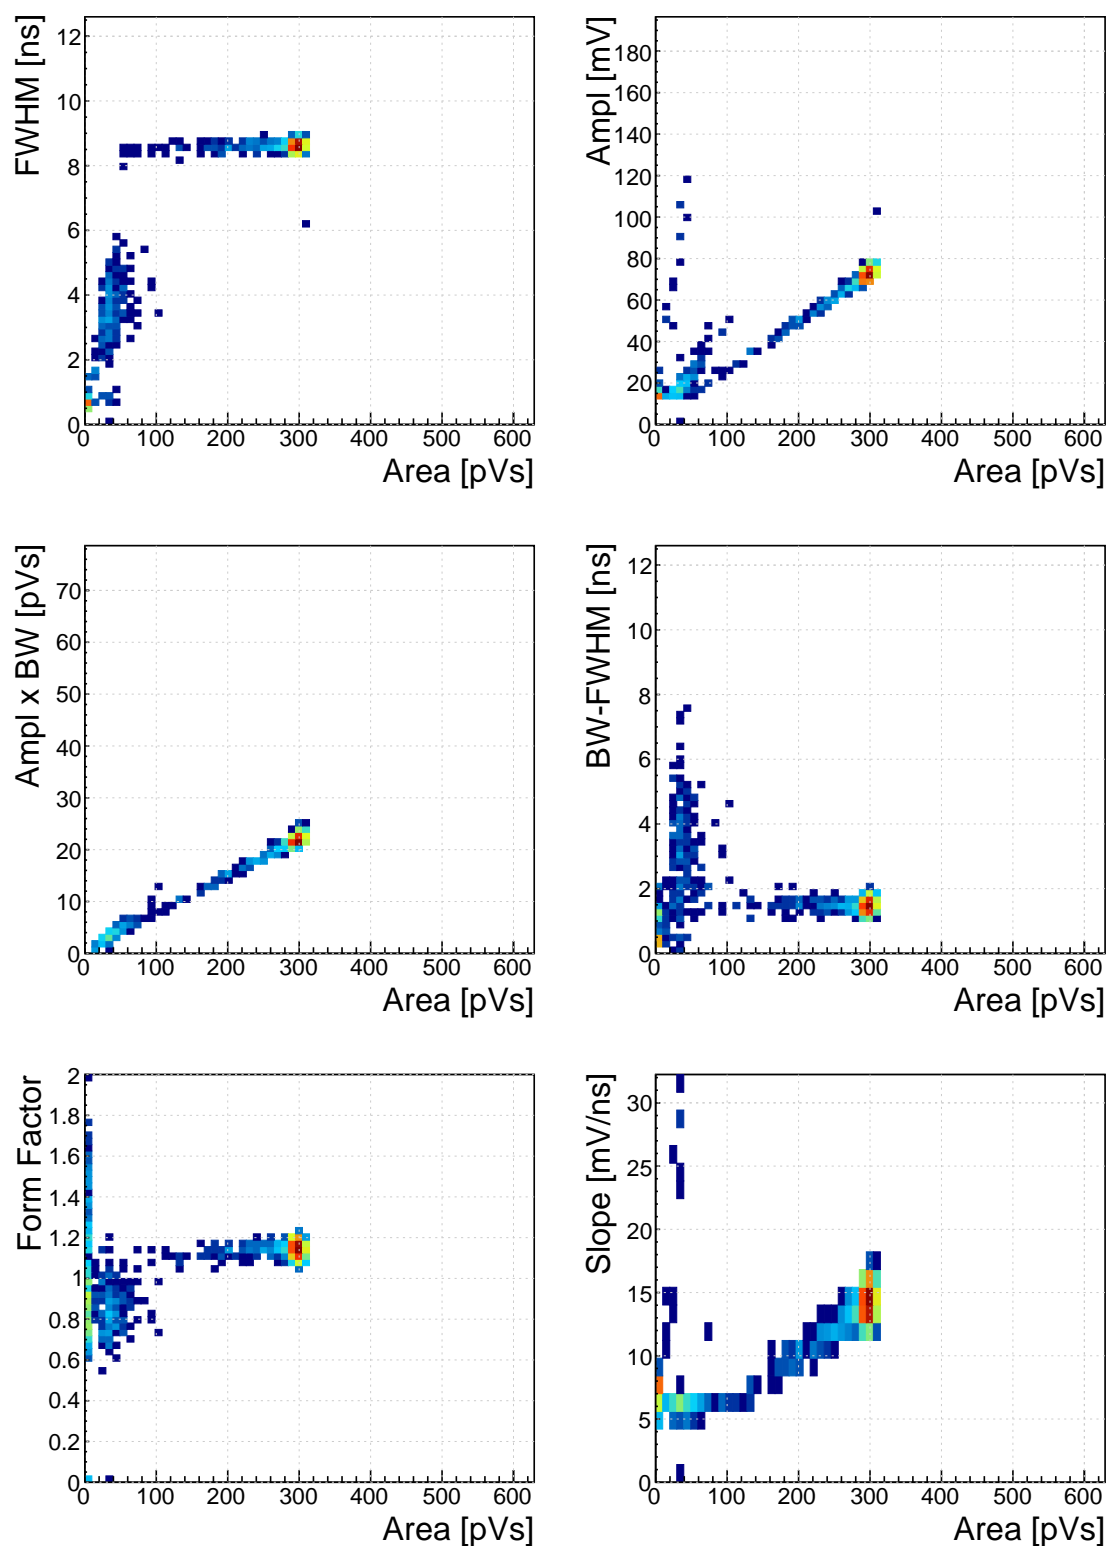 FWHM [ns]
12
10
8
6
4
2
0
0 100 200 300 400 500 600
Area [pVs]
Ampl [mV]
180
160
140
120
100
80
60
40
20
0
0 100 200 300 400 500 600
Area [pVs]
Ampl x BW [pVs]
70
60
50
40
30
20
10
0
0 100 200 300 400 500 600
Area [pVs]
BW-FWHM [ns]
12
10
8
6
4
2
0
0 100 200 300 400 500 600
Area [pVs]
Form Factor
2
1.8
1.6
1.4
1.2
1
0.8
0.6
0.4
0.2
0
0 100 200 300 400 500 600
Area [pVs]
Slope [mV/ns]
30
25
20
15
10
5
0
0 100 200 300 400 500 600
Area [pVs]